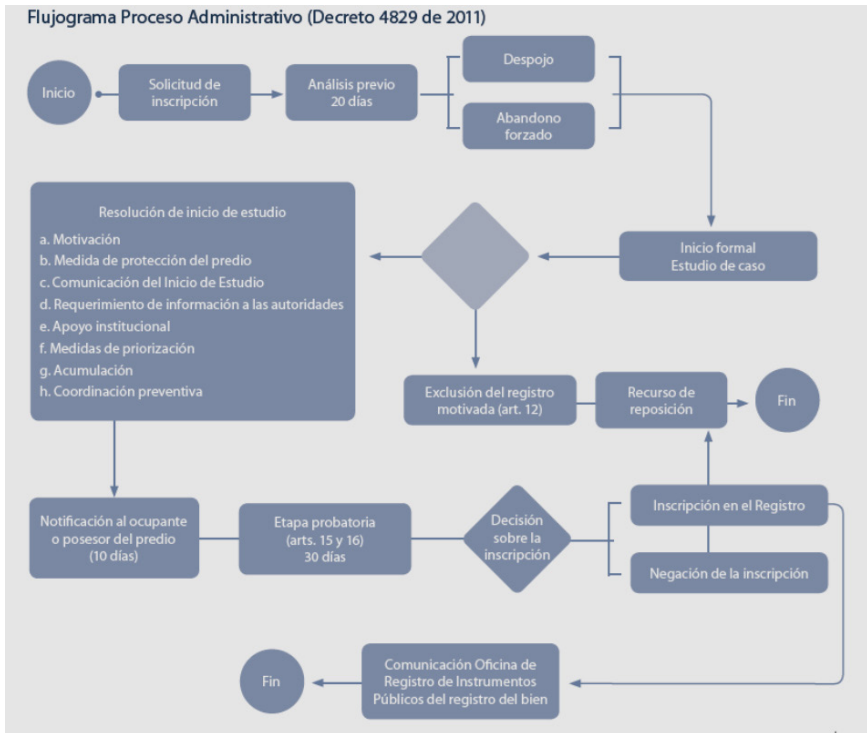 Flujograma Proceso Administrativo (Decreto 4829 de 2011)
Inicio
Solicitud de
inscripción
Análisis previo
20 días
Despojo
Abandono
forzado
Inicio formal
Estudio de caso
Resolución de inicio de estudio
a. Motivación
b. Medida de protección del predio
c. Comunicación del Inicio de Estudio
d. Requerimiento de información a las autoridades
e. Apoyo institucional
f. Medidas de priorización
g. Acumulación
h. Coordinación preventiva
Exclusión del registro
motivada (art. 12)
Recurso de
reposición
Fin
Notificación al ocupante
o posesor del predio
(10 días)
Etapa probatoria
(arts. 15 y 16)
30 días
Decisión
sobre la
inscripción
Inscripción en el Registro
Negación de la inscripción
Comunicación Oficina de
Registro de Instrumentos
Públicos del registro del bien
Fin